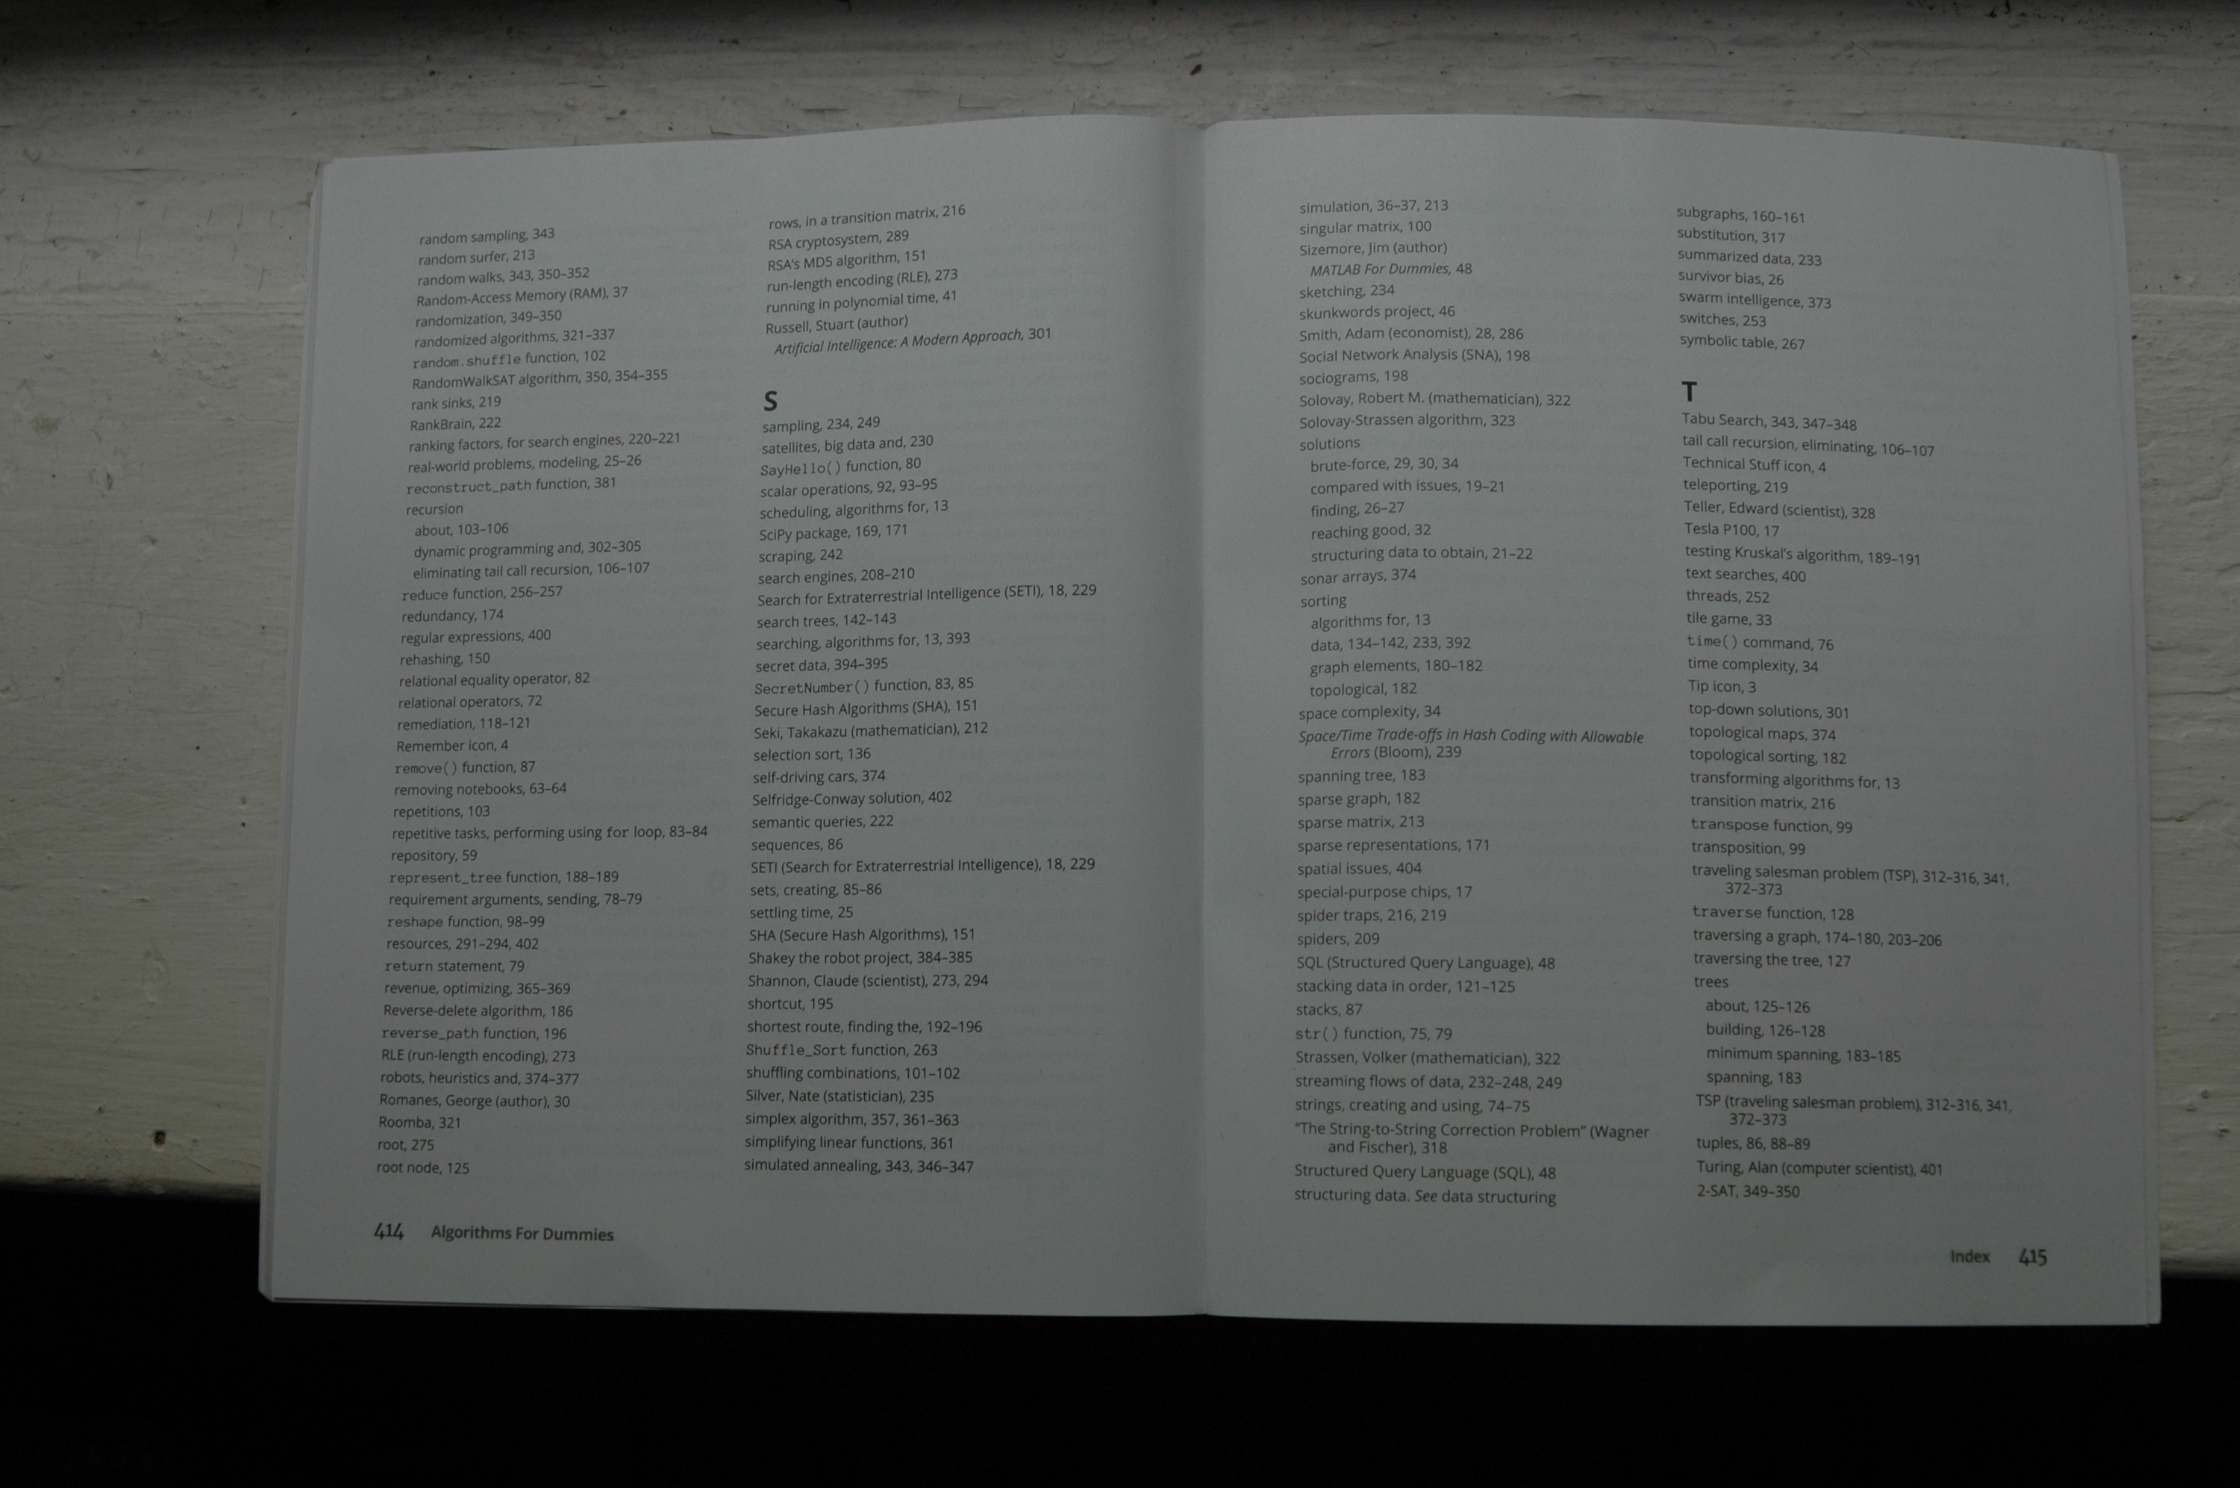 random sampling, 343
random surfer, 213
random walks, 343, 350–352
Random-Access Memory (RAM), 37
randomization, 349–350
randomized algorithms, 321–337
random.shuffle function, 102
RandomWalkSAT algorithm, 350, 354–355
rank sinks, 219
RankBrain, 222
ranking factors, for search engines, 220–221
real-world problems, modeling, 25–26
reconstruct_path function, 381
recursion
about, 103–106
dynamic programming and, 302–305
eliminating tail call recursion, 106–107
reduce function, 256–257
redundancy, 174
regular expressions, 400
rehashing, 150
relational equality operator, 82
relational operators, 72
remediation, 118–121
Remember icon, 4
remove() function, 87
removing notebooks, 63–64
repetitions, 103
repetitive tasks, performing using for loop, 83–84
repository, 59
represent_tree function, 188–189
requirement arguments, sending, 78–79
reshape function, 98–99
resources, 291–294, 402
return statement, 79
revenue, optimizing, 365–369
Reverse-delete algorithm, 186
reverse_path function, 196
RLE (run-length encoding), 273
robots, heuristics and, 374–377
Romanes, George (author), 30
Roomba, 321
root, 275
root node, 125
rows, in a transition matrix, 216
RSA cryptosystem, 289
RSA's MD5 algorithm, 151
run-length encoding (RLE), 273
running in polynomial time, 41
Russell, Stuart (author)
Artificial Intelligence: A Modern Approach, 301
S
sampling, 234, 249
satellites, big data and, 230
SayHello() function, 80
scalar operations, 92, 93–95
scheduling, algorithms for, 13
SciPy package, 169, 171
scraping, 242
search engines, 208–210
Search for Extraterrestrial Intelligence (SETI), 18, 229
search trees, 142–143
searching, algorithms for, 13, 393
secret data, 394–395
SecretNumber() function, 83, 85
Secure Hash Algorithms (SHA), 151
Seki, Takakazu (mathematician), 212
selection sort, 136
self-driving cars, 374
Selfridge-Conway solution, 402
semantic queries, 222
sequences, 86
SETI (Search for Extraterrestrial Intelligence), 18, 229
sets, creating, 85–86
settling time, 25
SHA (Secure Hash Algorithms), 151
Shakey the robot project, 384–385
Shannon, Claude (scientist), 273, 294
shortcut, 195
shortest route, finding the, 192–196
Shuffle_Sort function, 263
shuffling combinations, 101–102
Silver, Nate (statistician), 235
simplex algorithm, 357, 361–363
simplifying linear functions, 361
simulated annealing, 343, 346–347
414 Algorithms For Dummies
simulation, 36–37, 213
singular matrix, 100
Sizemore, Jim (author)
MATLAB For Dummies, 48
sketching, 234
skunkwords project, 46
Smith, Adam (economist), 28, 286
Social Network Analysis (SNA), 198
sociograms, 198
Solovay, Robert M. (mathematician), 322
Solovay-Strassen algorithm, 323
solutions
brute-force, 29, 30, 34
compared with issues, 19–21
finding, 26–27
reaching good, 32
structuring data to obtain, 21–22
sonar arrays, 374
sorting
algorithms for, 13
data, 134–142, 233, 392
graph elements, 180–182
topological, 182
space complexity, 34
Space/Time Trade-offs in Hash Coding with Allowable
Errors (Bloom), 239
spanning tree, 183
sparse graph, 182
sparse matrix, 213
sparse representations, 171
spatial issues, 404
special-purpose chips, 17
spider traps, 216, 219
spiders, 209
SQL (Structured Query Language), 48
stacking data in order, 121–125
stacks, 87
str() function, 75, 79
Strassen, Volker (mathematician), 322
streaming flows of data, 232–248, 249
strings, creating and using, 74–75
"The String-to-String Correction Problem" (Wagner
and Fischer), 318
Structured Query Language (SQL), 48
structuring data. See data structuring
subgraphs, 160–161
substitution, 317
summarized data, 233
survivor bias, 26
swarm intelligence, 373
switches, 253
symbolic table, 267
T
Tabu Search, 343, 347–348
tail call recursion, eliminating, 106–107
Technical Stuff icon, 4
teleporting, 219
Teller, Edward (scientist), 328
Tesla P100, 17
testing Kruskal's algorithm, 189–191
text searches, 400
threads, 252
tile game, 33
time() command, 76
time complexity, 34
Tip icon, 3
top-down solutions, 301
topological maps, 374
topological sorting, 182
transforming algorithms for, 13
transition matrix, 216
transpose function, 99
transposition, 99
traveling salesman problem (TSP), 312–316, 341,
372–373
traverse function, 128
traversing a graph, 174–180, 203–206
traversing the tree, 127
trees
about, 125–126
building, 126–128
minimum spanning, 183–185
spanning, 183
TSP (traveling salesman problem), 312–316, 341,
372–373
tuples, 86, 88–89
Turing, Alan (computer scientist), 401
2-SAT, 349–350
Index 415